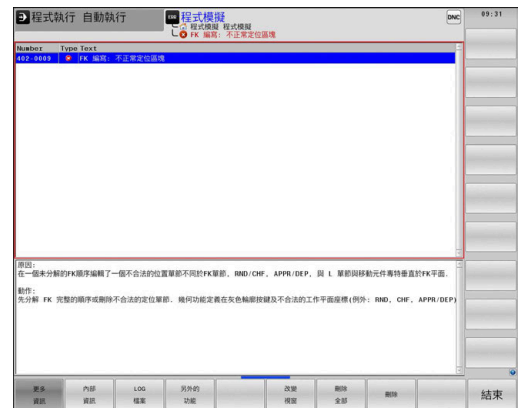 程式執行 自動執行
程式模擬
DNC
09:31
程式模擬 程式模擬
FK 編寫: 不正常定位區塊
Number Type Text
402-0009 FK 編寫: 不正常定位區塊
原因:
在一個未分解的FK順序編輯了一個不合法的位置單節不同於FK單節, RND/CHF, APPR/DEP, 與 L 單節與移動元件專特垂直於FK平面.
動作:
先分解 FK 完整的順序或刪除不合法的定位單節. 幾何功能定義在灰色輪廓按鍵及不合法的工作平面座標(例外: RND, CHF, APPR/DEP)
更多 資訊
內部 資訊
LOG 檔案
另外的 功能
改變 視窗
刪除 全部
刪除
結束